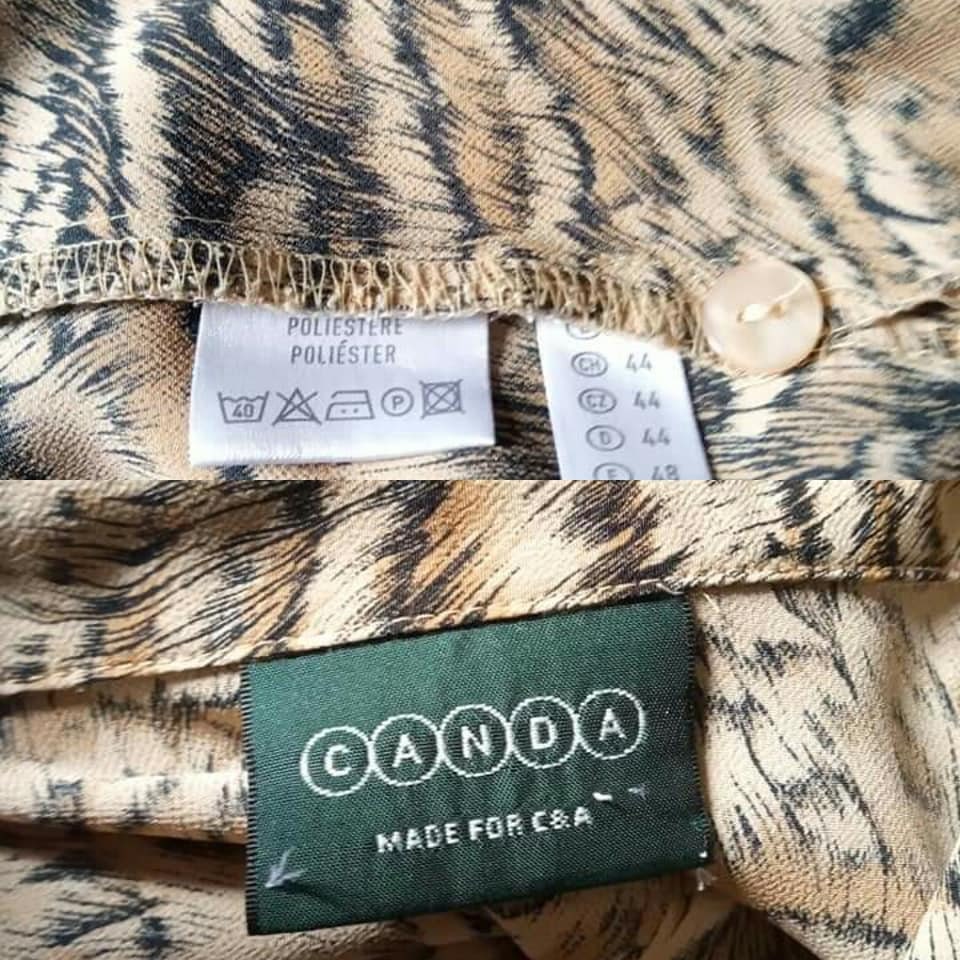 POLIESTERE
POLIÉSTER
40 P
CH 44
CZ 44
D 44
48
CANDA
MADE FOR C&A